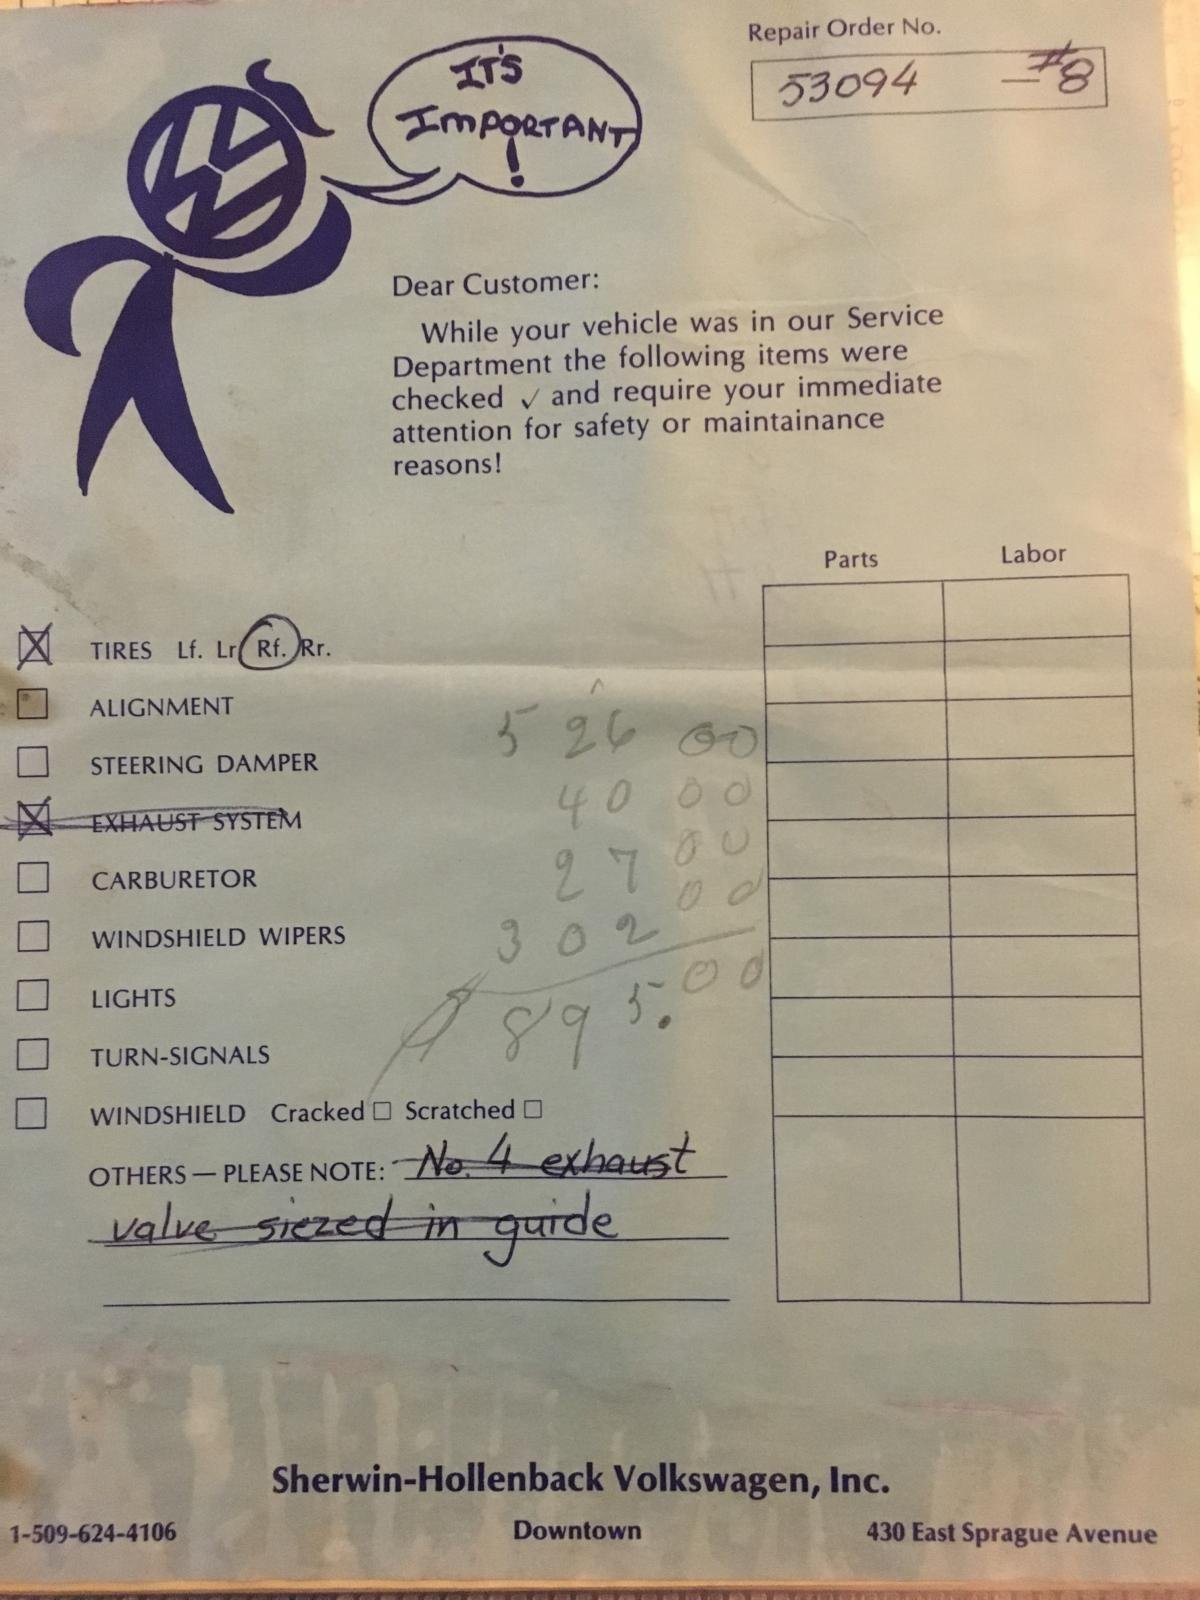 Repair Order No.
53094 — #8
IT'S
IMPORTANT
!
Dear Customer:
While your vehicle was in our Service
Department the following items were
checked ✓ and require your immediate
attention for safety or maintainance
reasons!
Parts Labor
TIRES Lf. Lr. Rf. Rr.
ALIGNMENT
STEERING DAMPER
EXHAUST SYSTEM
CARBURETOR
WINDSHIELD WIPERS
LIGHTS
TURN-SIGNALS
WINDSHIELD Cracked □ Scratched □
526 00
40 00
27 00
302 00
895.00
OTHERS — PLEASE NOTE: No. 4 exhaust
valve siezed in guide
Sherwin-Hollenback Volkswagen, Inc.
1-509-624-4106 Downtown 430 East Sprague Avenue